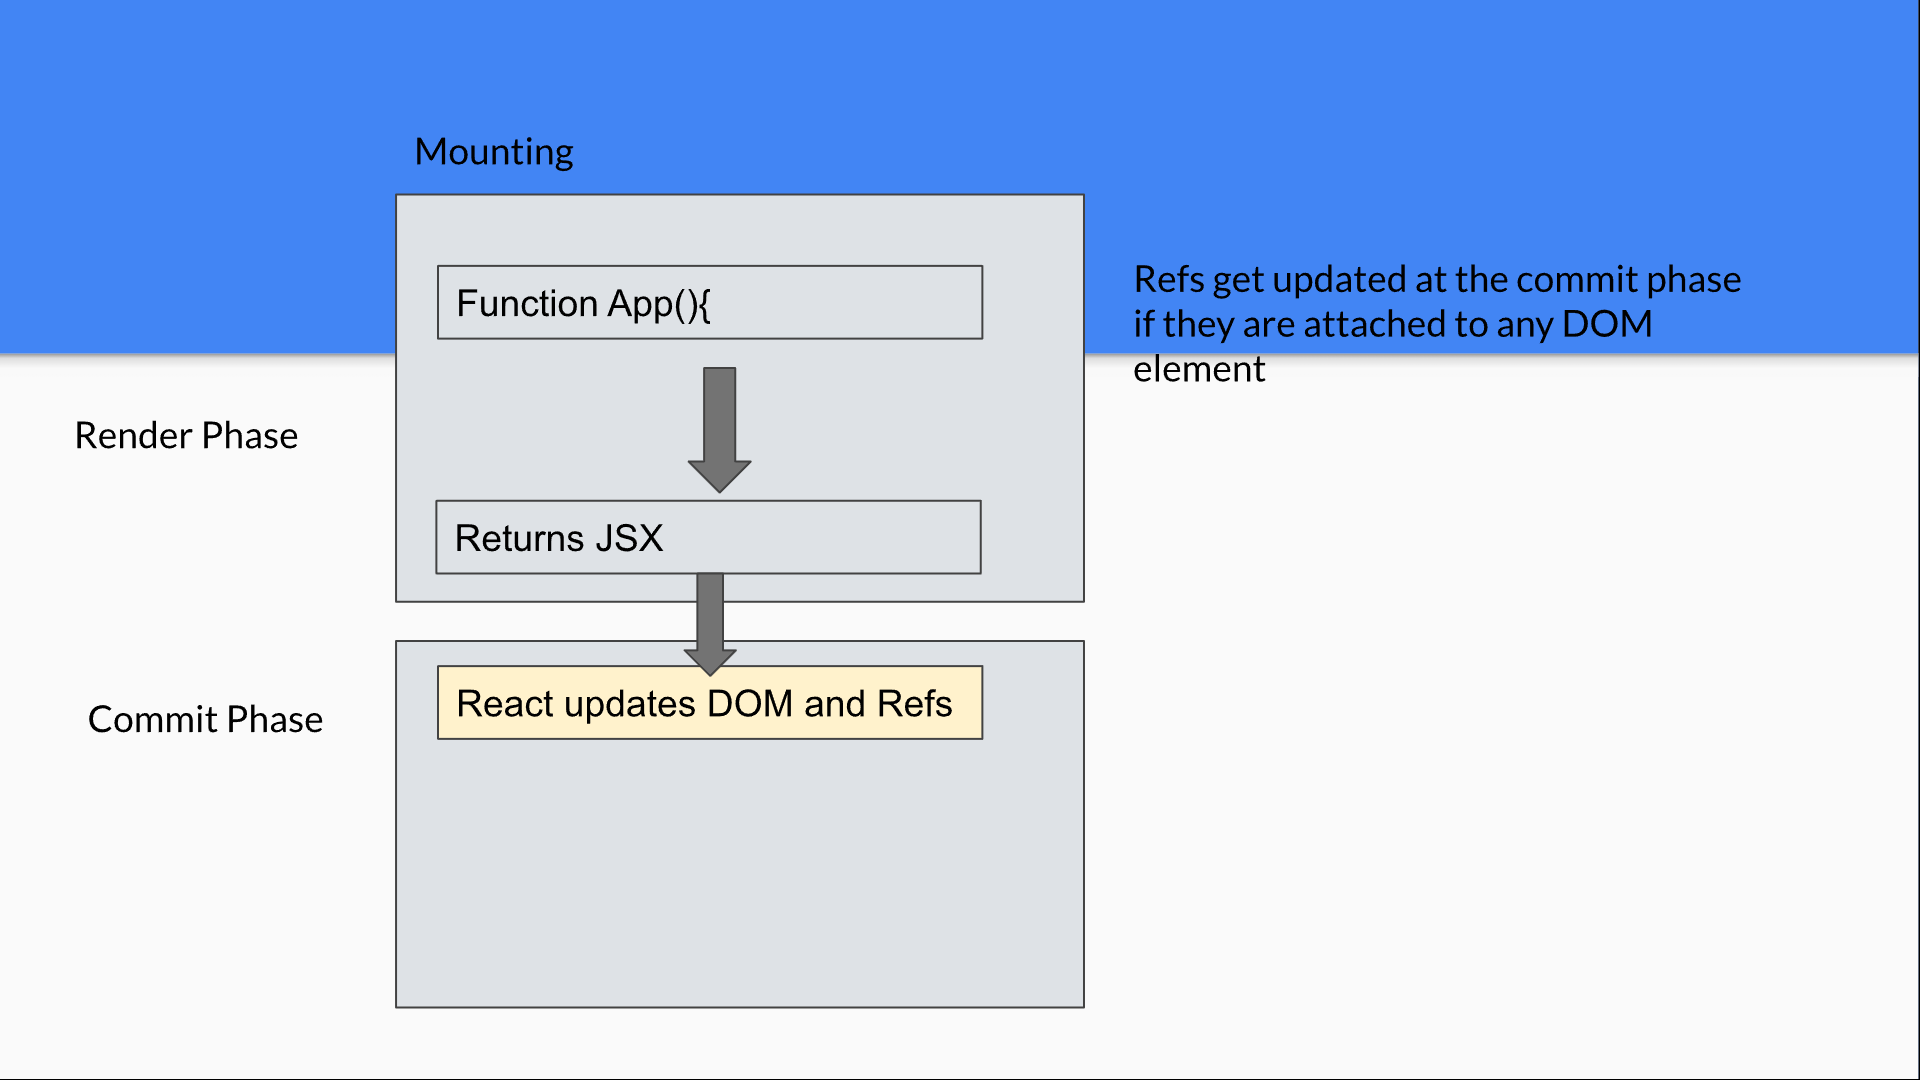 Mounting
Function App(){
Refs get updated at the commit phase
if they are attached to any DOM
element
Render Phase
Returns JSX
React updates DOM and Refs
Commit Phase